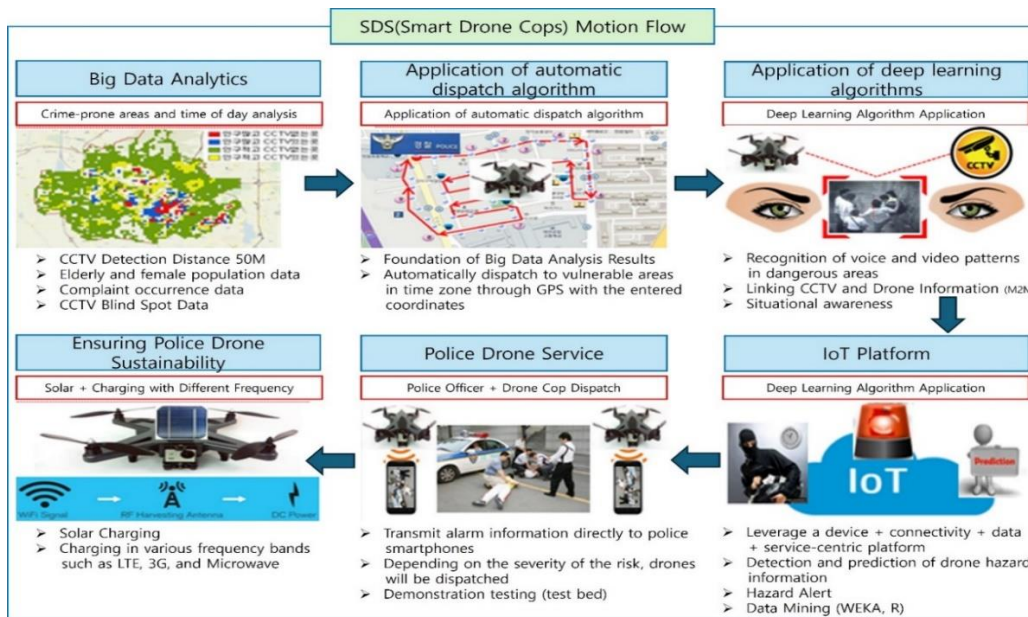 SDS(Smart Drone Cops) Motion Flow
Big Data Analytics
Crime-prone areas and time of day analysis
➢ CCTV Detection Distance 50M
➢ Elderly and female population data
➢ Complaint occurrence data
➢ CCTV Blind Spot Data
Application of automatic
dispatch algorithm
Application of automatic dispatch algorithm
경찰 POLICE
➢ Foundation of Big Data Analysis Results
➢ Automatically dispatch to vulnerable areas
in time zone through GPS with the entered
coordinates
Application of deep learning
algorithms
Deep Learning Algorithm Application
CCTV
➢ Recognition of voice and video patterns
in dangerous areas
➢ Linking CCTV and Drone Information (M2M
➢ Situational awareness
Ensuring Police Drone
Sustainability
Solar + Charging with Different Frequency
WiFi Signal
RF Harvesting Antenna
DC Power
➢ Solar Charging
➢ Charging in various frequency bands
such as LTE, 3G, and Microwave
Police Drone Service
Police Officer + Drone Cop Dispatch
➢ Transmit alarm information directly to police
smartphones
➢ Depending on the severity of the risk, drones
will be dispatched
➢ Demonstration testing (test bed)
IoT Platform
Deep Learning Algorithm Application
IoT
Prediction
➢ Leverage a device + connectivity + data
+ service-centric platform
➢ Detection and prediction of drone hazard
information
➢ Hazard Alert
➢ Data Mining (WEKA, R)